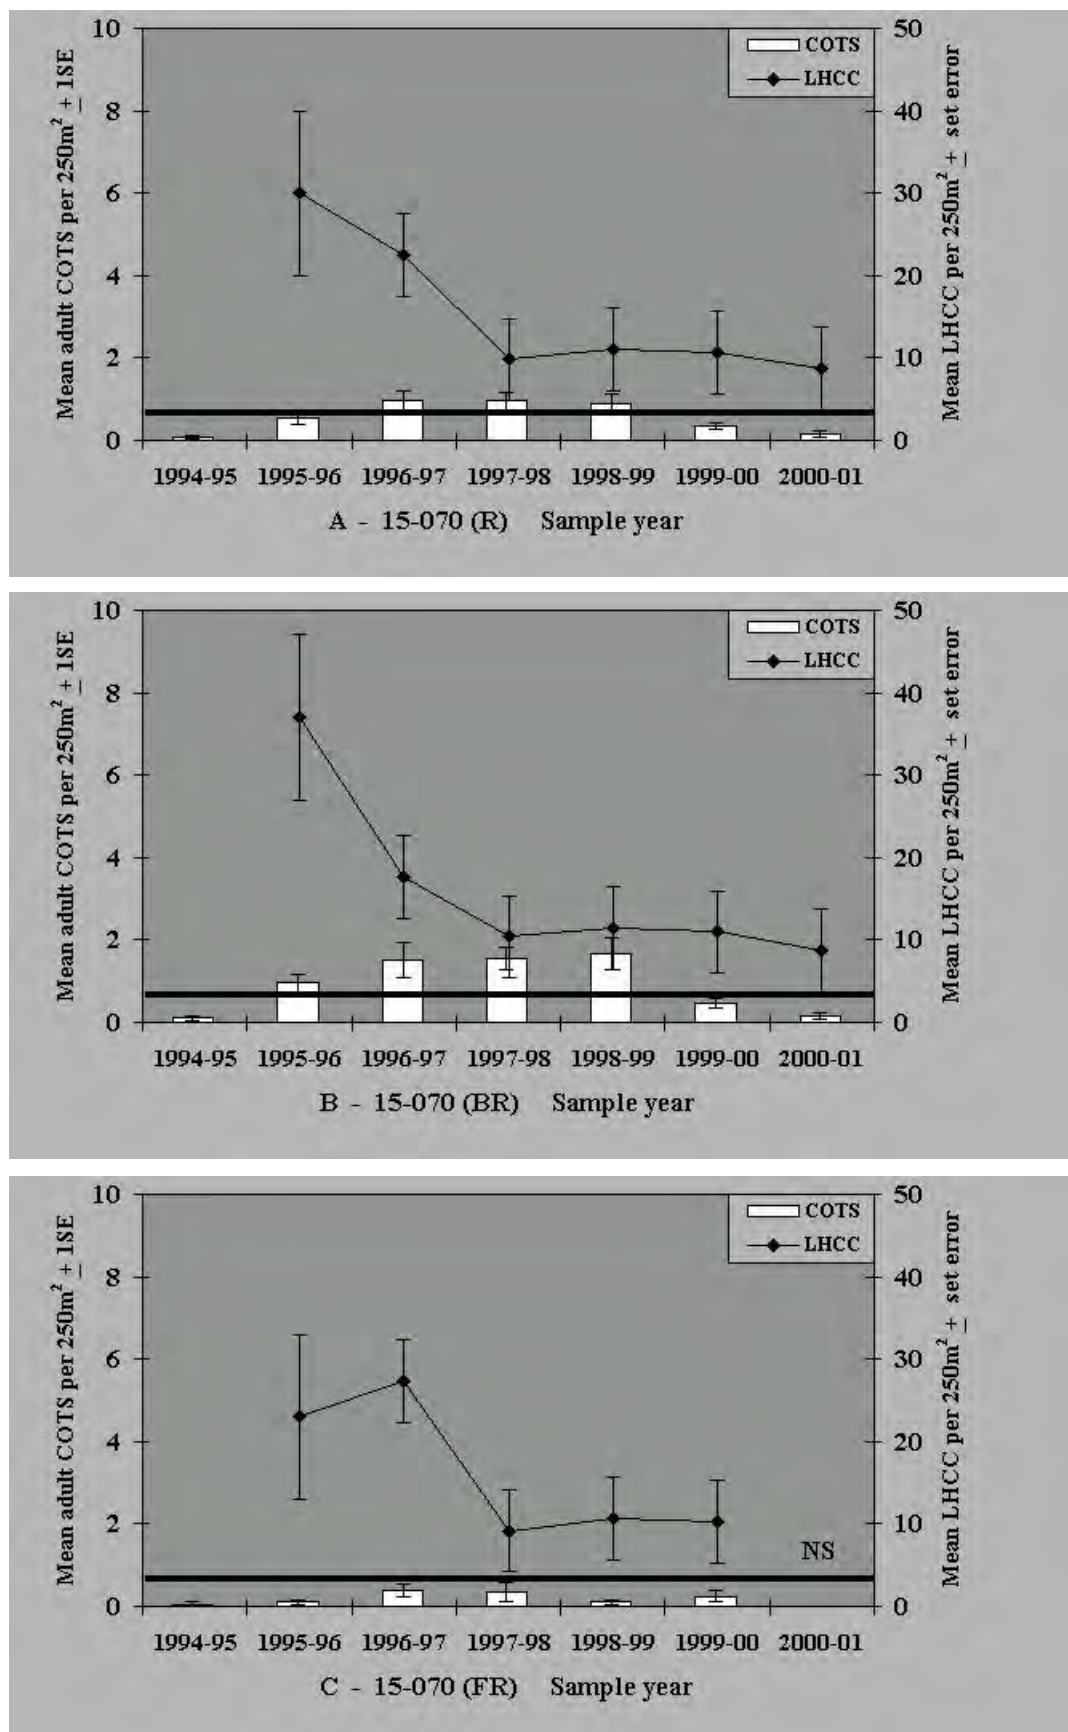 10
8
6
4
2
0
50
40
30
20
10
0
Mean adult COTS per 250m² ± 1SE
Mean LHCC per 250m² ± set error
COTS
LHCC
1994-95 1995-96 1996-97 1997-98 1998-99 1999-00 2000-01
A - 15-070 (R) Sample year
10
8
6
4
2
0
50
40
30
20
10
0
Mean adult COTS per 250m² ± 1SE
Mean LHCC per 250m² ± set error
COTS
LHCC
1994-95 1995-96 1996-97 1997-98 1998-99 1999-00 2000-01
B - 15-070 (BR) Sample year
10
8
6
4
2
0
50
40
30
20
10
0
Mean adult COTS per 250m² ± 1SE
Mean LHCC per 250m² ± set error
COTS
LHCC
NS
1994-95 1995-96 1996-97 1997-98 1998-99 1999-00 2000-01
C - 15-070 (FR) Sample year